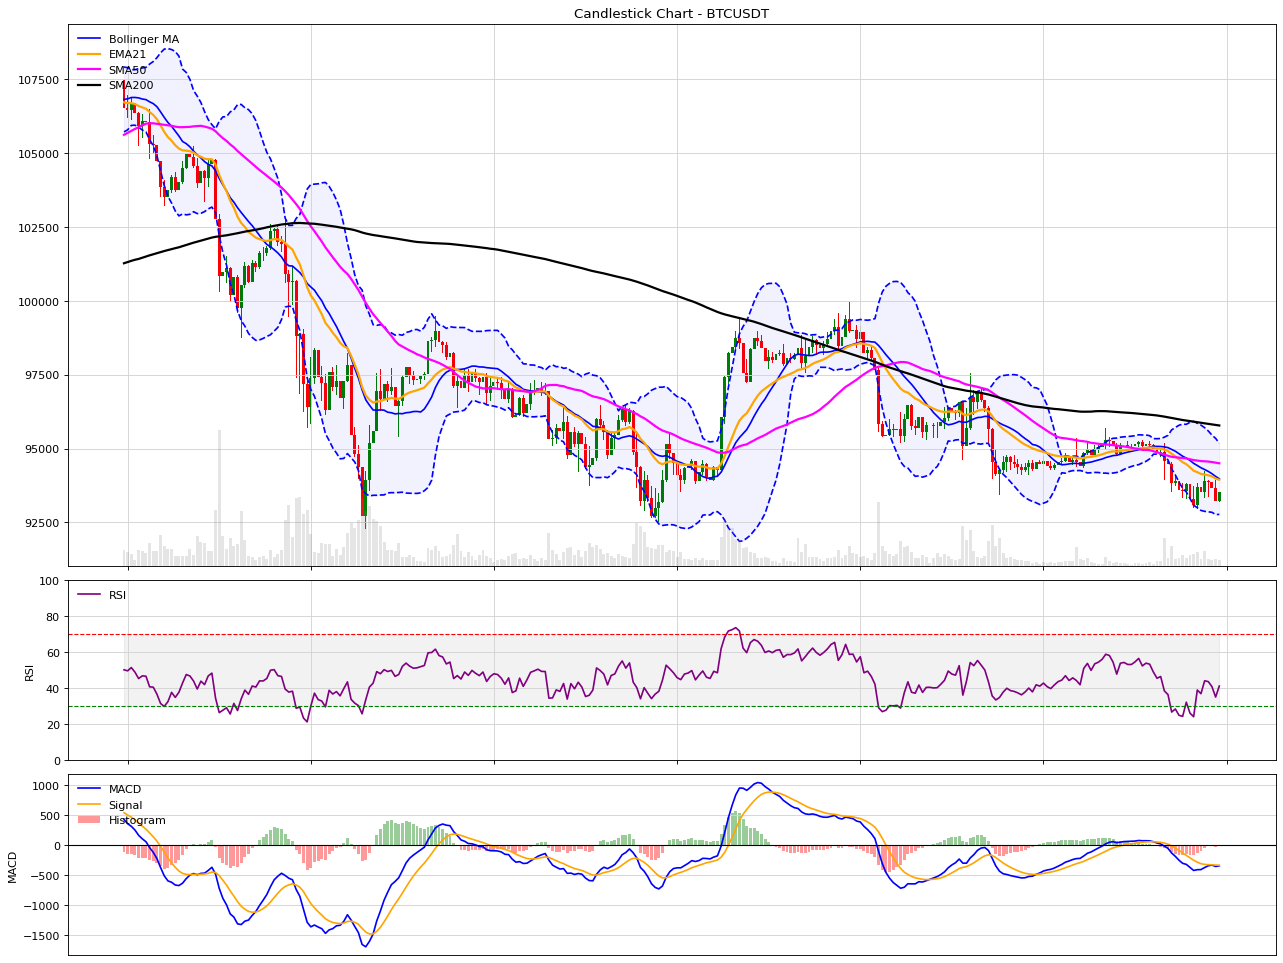 Candlestick Chart - BTCUSDT
Bollinger MA
EMA21
SMA50
SMA200
107500
105000
102500
100000
97500
95000
92500
100
80
60
40
20
0
RSI
RSI
1000
500
0
−500
−1000
−1500
MACD
MACD
Signal
Histogram